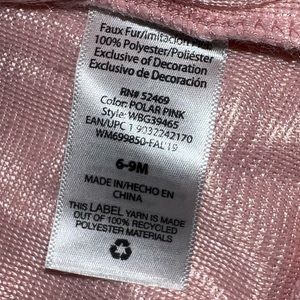 Faux Fur/Imitación
100% Polyester/Poliéster
Exclusive of Decoration
Exclusivo de Decoración
RN# 52469
Color: POLAR PINK
Style: WBG39465
EAN/UPC 1 9032242170
WM699850-FAL'19
6-9M
MADE IN/HECHO EN
CHINA
THIS LABEL YARN IS MADE
OUT OF 100% RECYCLED
POLYESTER MATERIALS